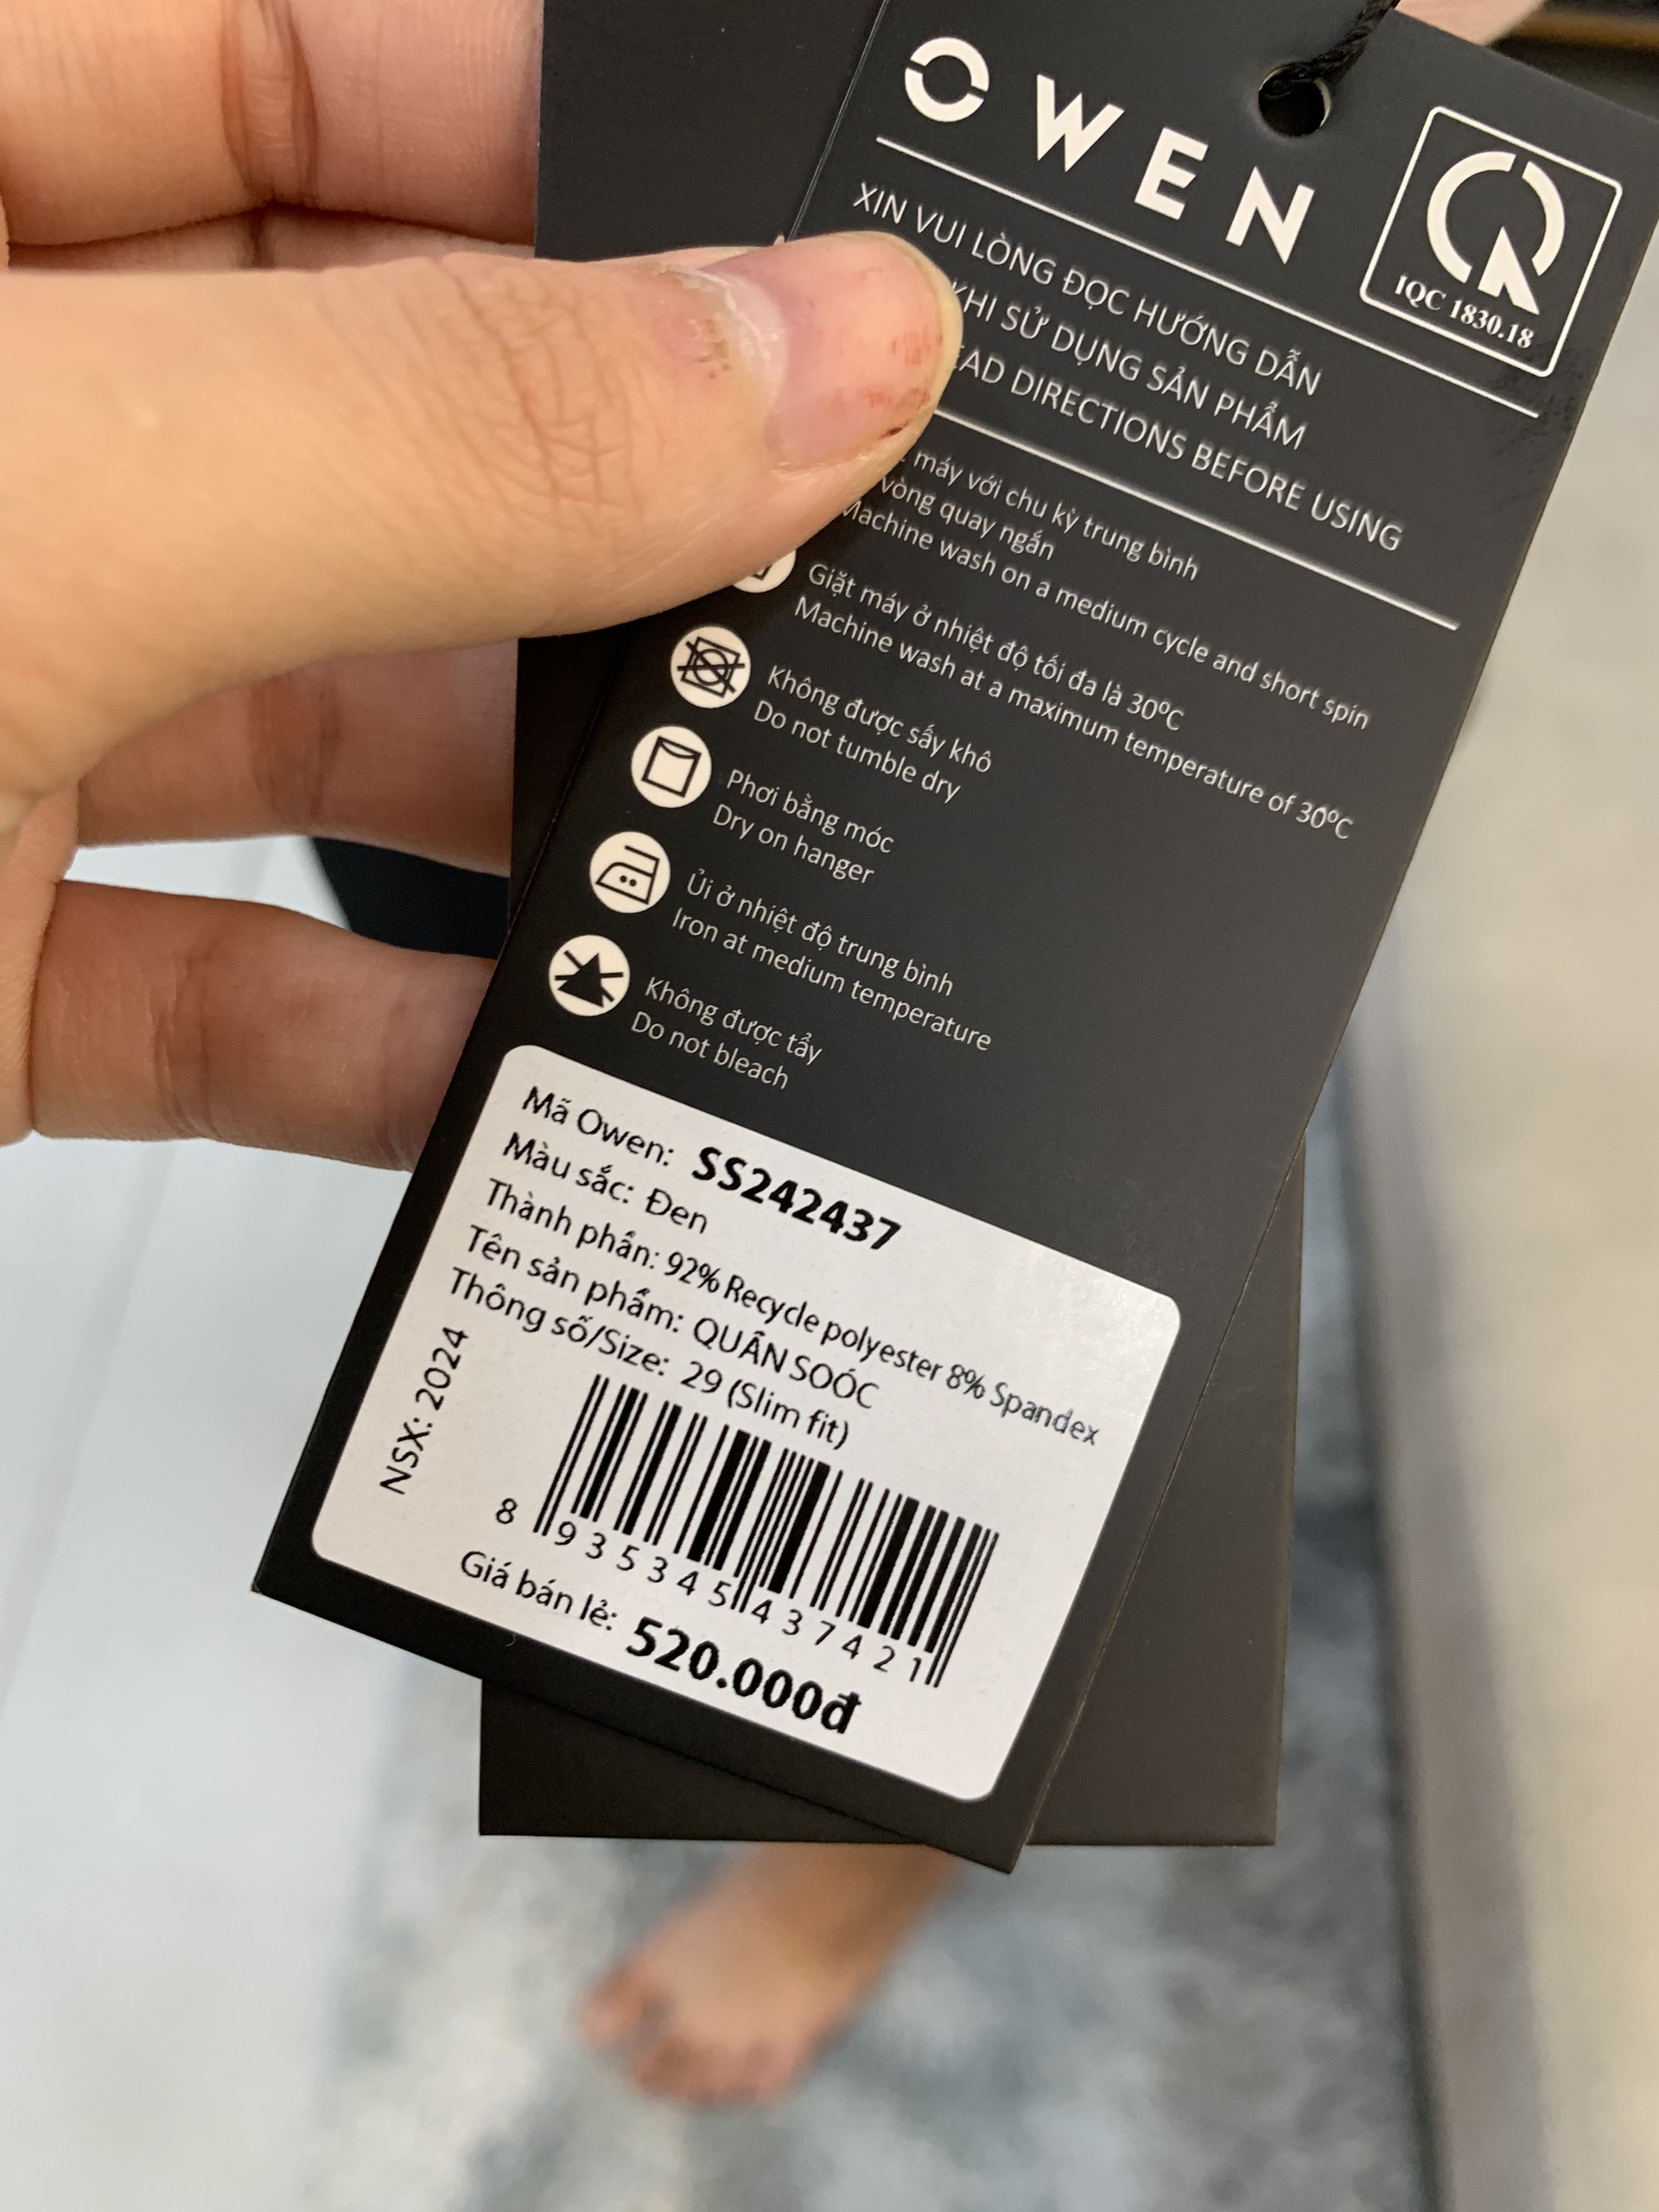 OWEN
IQC 1830.18
XIN VUI LÒNG ĐỌC HƯỚNG DẪN
KHI SỬ DỤNG SẢN PHẨM
DIRECTIONS BEFORE USING
máy với chu kỳ trung bình
vòng quay ngắn
Machine wash on a medium cycle and short spin
Giặt máy ở nhiệt độ tối đa là 30ºC
Machine wash at a maximum temperature of 30ºC
Không được sấy khô
Do not tumble dry
Phơi bằng móc
Dry on hanger
Ủi ở nhiệt độ trung bình
Iron at medium temperature
Không được tẩy
Do not bleach
Mã Owen: SS242437
Màu sắc: Đen
Thành phần: 92% Recycle polyester 8% Spandex
Tên sản phẩm: QUẦN SOÓC
Thông số/Size: 29 (Slim fit)
NSX: 2024
8 935345 437421
Giá bán lẻ: 520.000đ